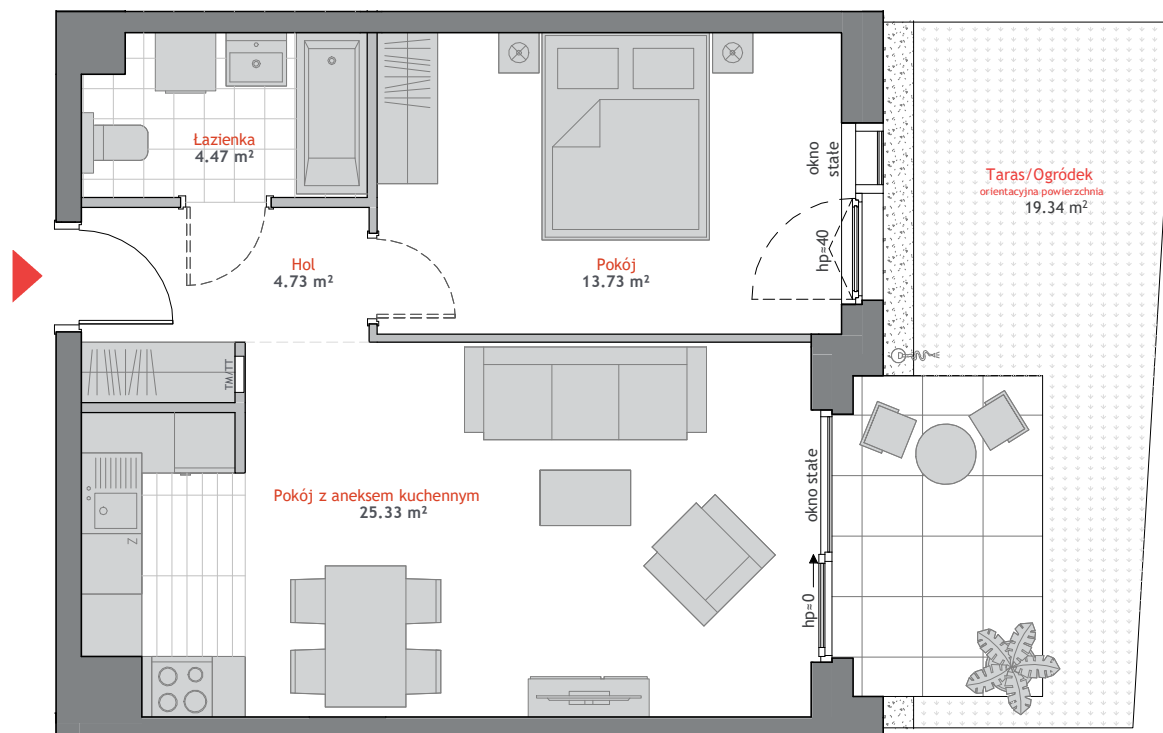 Łazienka
4.47 m²
okno
stałe
Taras/Ogródek
orientacyjna powierzchnia
19.34 m²
Hol
4.73 m²
Pokój
13.73 m²
hp≈40
D
TM/TT
Pokój z aneksem kuchennym
25.33 m²
okno stałe
Z
hp≈0